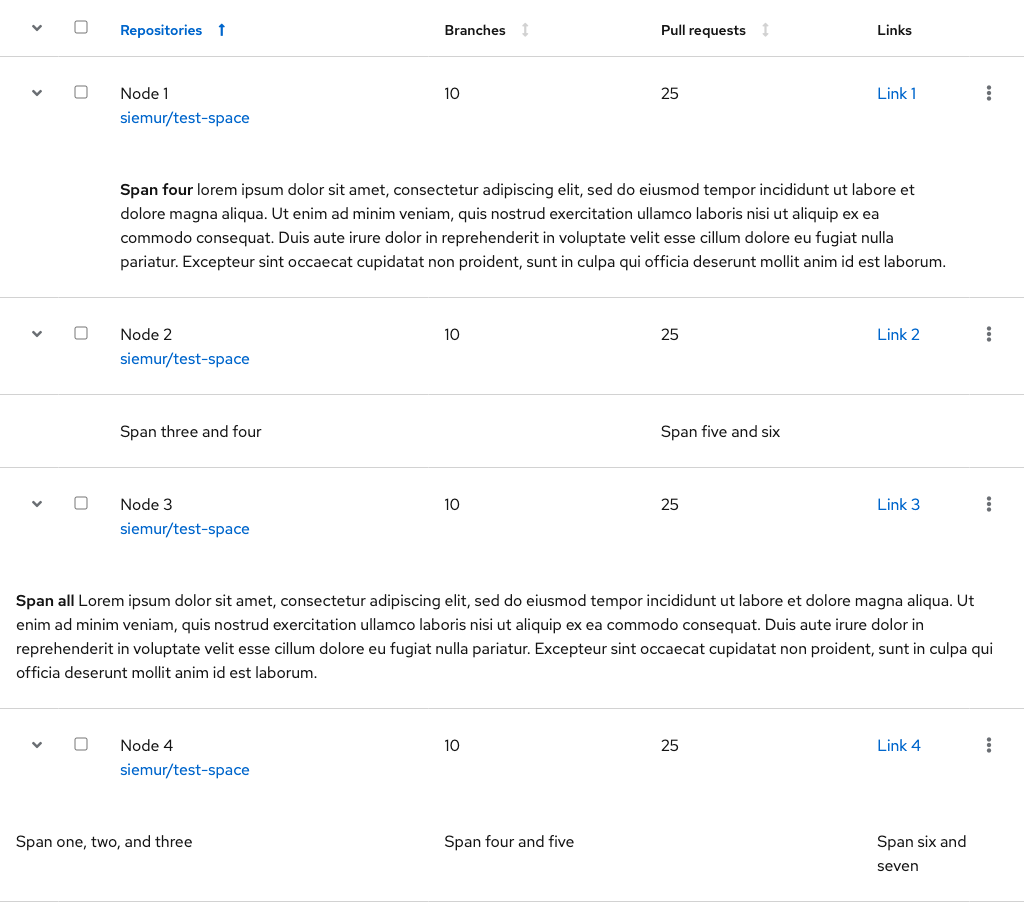 Repositories Branches Pull requests Links
Node 1 10 25 Link 1
siemur/test-space
Span four lorem ipsum dolor sit amet, consectetur adipiscing elit, sed do eiusmod tempor incididunt ut labore et
dolore magna aliqua. Ut enim ad minim veniam, quis nostrud exercitation ullamco laboris nisi ut aliquip ex ea
commodo consequat. Duis aute irure dolor in reprehenderit in voluptate velit esse cillum dolore eu fugiat nulla
pariatur. Excepteur sint occaecat cupidatat non proident, sunt in culpa qui officia deserunt mollit anim id est laborum.
Node 2 10 25 Link 2
siemur/test-space
Span three and four Span five and six
Node 3 10 25 Link 3
siemur/test-space
Span all Lorem ipsum dolor sit amet, consectetur adipiscing elit, sed do eiusmod tempor incididunt ut labore et dolore magna aliqua. Ut
enim ad minim veniam, quis nostrud exercitation ullamco laboris nisi ut aliquip ex ea commodo consequat. Duis aute irure dolor in
reprehenderit in voluptate velit esse cillum dolore eu fugiat nulla pariatur. Excepteur sint occaecat cupidatat non proident, sunt in culpa qui
officia deserunt mollit anim id est laborum.
Node 4 10 25 Link 4
siemur/test-space
Span one, two, and three Span four and five Span six and
seven